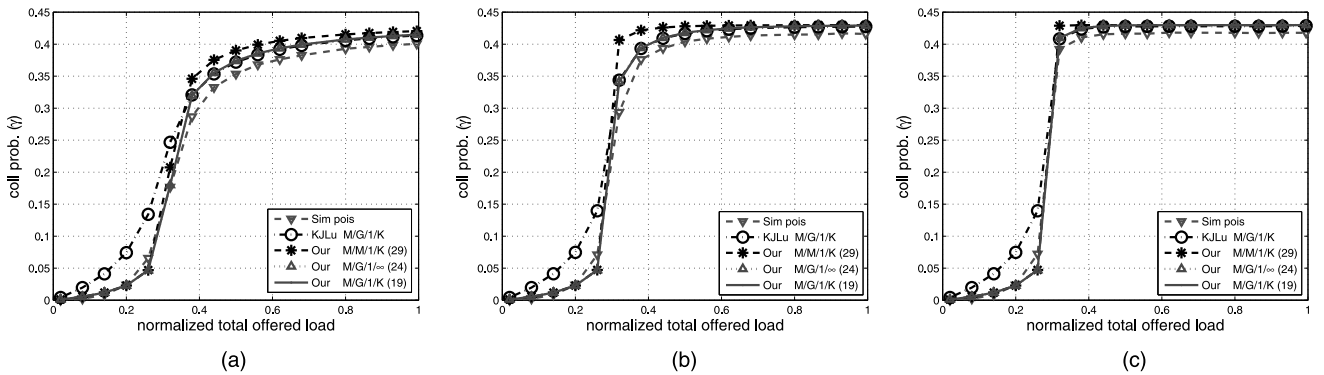 0.45
0.4
0.35
0.3
0.25
0.2
0.15
0.1
0.05
0
coll prob. (γ)
0 0.2 0.4 0.6 0.8 1
normalized total offered load
Sim pois
KJLu M/G/1/K
Our M/M/1/K (29)
Our M/G/1/∞ (24)
Our M/G/1/K (19)
(a)
0.45
0.4
0.35
0.3
0.25
0.2
0.15
0.1
0.05
0
coll prob. (γ)
0 0.2 0.4 0.6 0.8 1
normalized total offered load
Sim pois
KJLu M/G/1/K
Our M/M/1/K (29)
Our M/G/1/∞ (24)
Our M/G/1/K (19)
(b)
0.45
0.4
0.35
0.3
0.25
0.2
0.15
0.1
0.05
0
coll prob. (γ)
0 0.2 0.4 0.6 0.8 1
normalized total offered load
Sim pois
KJLu M/G/1/K
Our M/M/1/K (29)
Our M/G/1/∞ (24)
Our M/G/1/K (19)
(c)